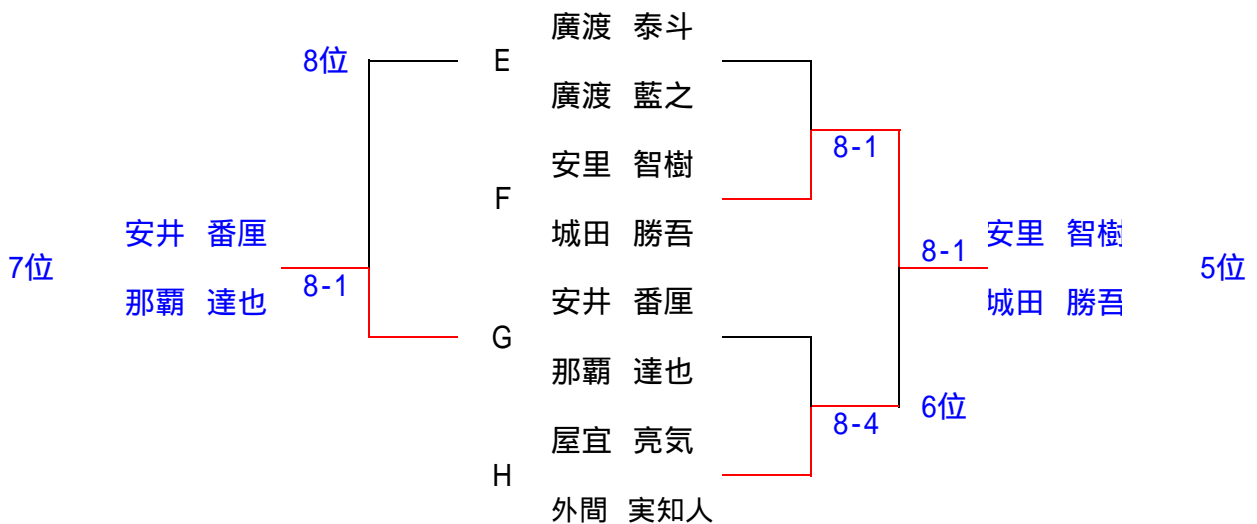 廣渡 泰斗
8位 E
廣渡 藍之
8-1
安里 智樹
F
安井 番厘 城田 勝吾 8-1 安里 智樹
7位 5位
那覇 達也 8-1 安井 番厘 城田 勝吾
G
那覇 達也
8-4 6位
屋宜 亮気
H
外間 実知人